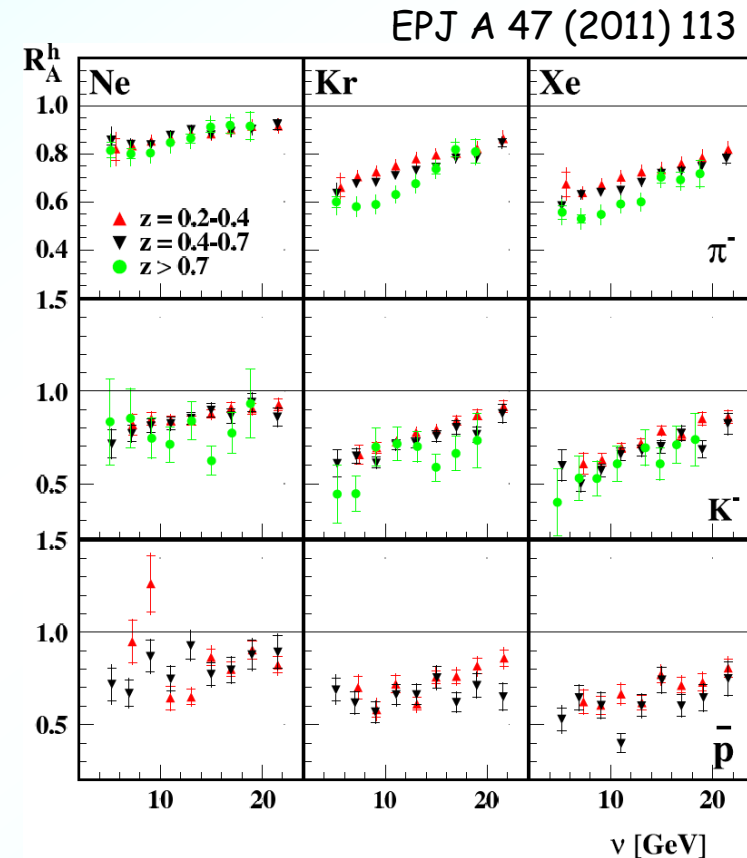 EPJ A 47 (2011) 113
R_A^h
Ne
Kr
Xe
1.0
0.8
0.6
0.4
z = 0.2-0.4
z = 0.4-0.7
z > 0.7
π⁻
1.5
1.0
0.5
K⁻
1.5
1.0
0.5
p̄
10 20 10 20 10 20
ν [GeV]